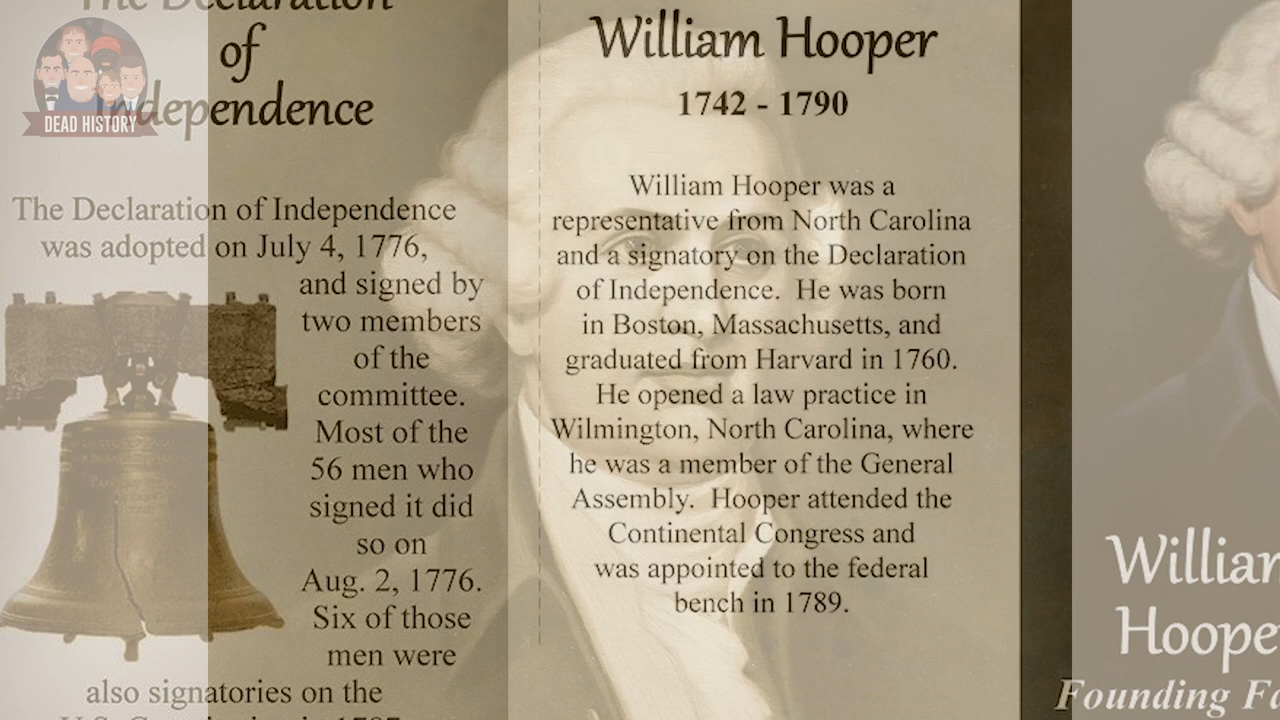 The Declaration
of
Independence
DEAD HISTORY
The Declaration of Independence
was adopted on July 4, 1776,
and signed by
two members
of the
committee.
Most of the
56 men who
signed it did
so on
Aug. 2, 1776.
Six of those
men were
also signatories on the
William Hooper
1742 - 1790
William Hooper was a
representative from North Carolina
and a signatory on the Declaration
of Independence. He was born
in Boston, Massachusetts, and
graduated from Harvard in 1760.
He opened a law practice in
Wilmington, North Carolina, where
he was a member of the General
Assembly. Hooper attended the
Continental Congress and
was appointed to the federal
bench in 1789.
Hooper
Founding